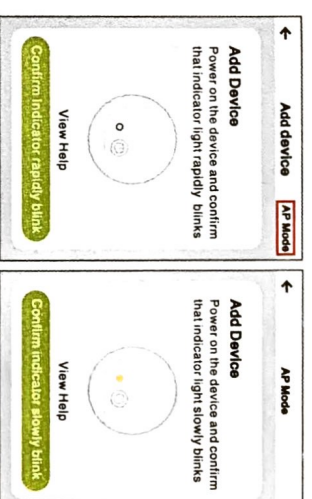 Add device AP Mode
Add Device
Power on the device and confirm
that indicator light rapidly blinks
View Help
Confirm indicator rapidly blink
AP Mode
Add Device
Power on the device and confirm
that indicator light slowly blinks
View Help
Confirm indicator slowly blink